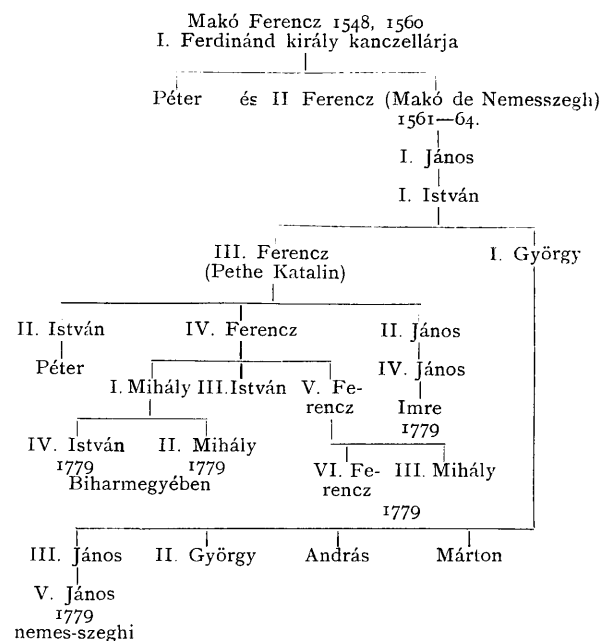 Makó Ferencz 1548, 1560
I. Ferdinánd király kanczellárja
Péter és II Ferencz (Makó de Nemesszegh)
1561—64.
I. János
I. István
III. Ferencz I. György
(Pethe Katalin)
II. István IV. Ferencz II. János
Péter IV. János
I. Mihály III. István V. Fe-
rencz Imre
1779
IV. István II. Mihály
1779 1779
Biharmegyében
VI. Fe- III. Mihály
rencz
1779
III. János II. György András Márton
V. János
1779
nemes-szeghi